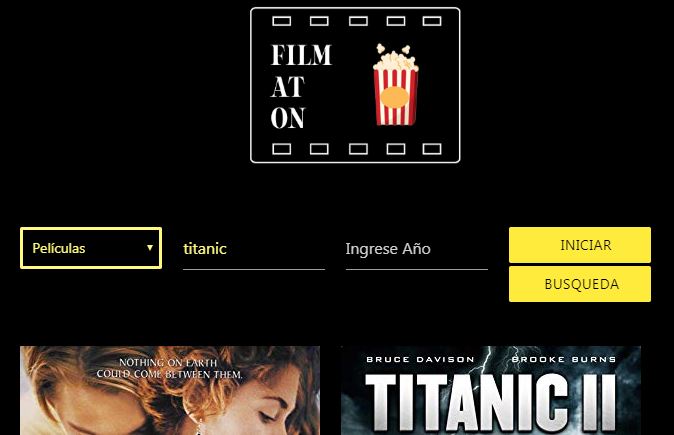 FILM
AT
ON
Películas
titanic
Ingrese Año
INICIAR
BUSQUEDA
NOTHING ON EARTH
COULD COME BETWEEN THEM.
BRUCE DAVISON BROOKE BURNS
TITANIC II